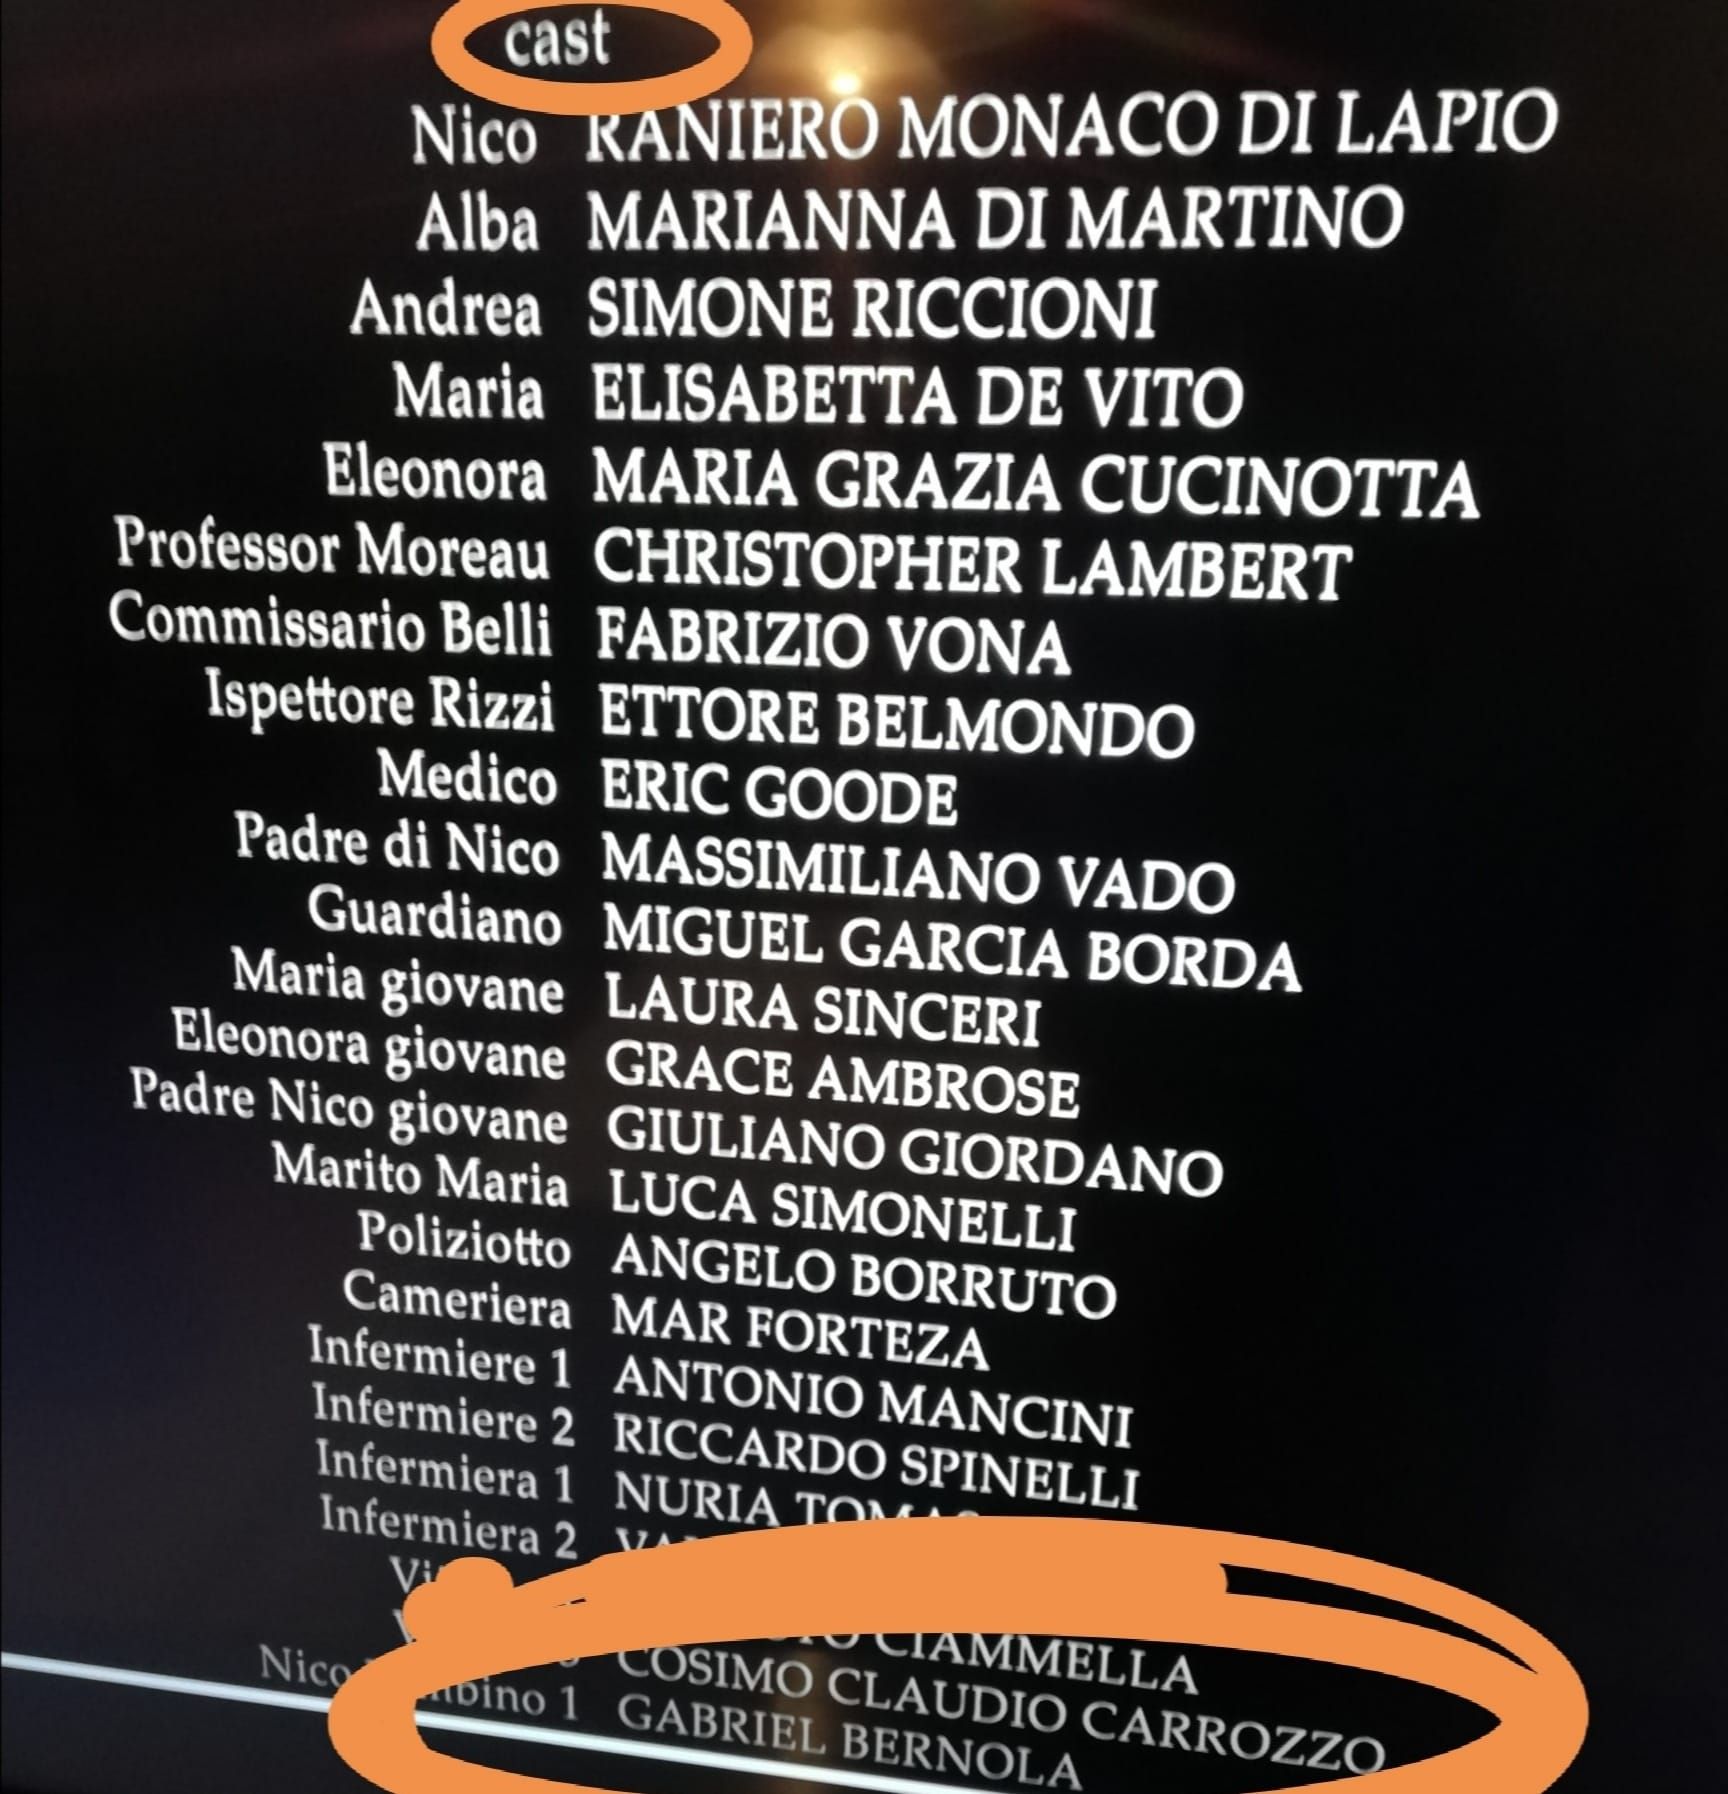 cast
Nico RANIERO MONACO DI LAPIO
Alba MARIANNA DI MARTINO
Andrea SIMONE RICCIONI
Maria ELISABETTA DE VITO
Eleonora MARIA GRAZIA CUCINOTTA
Professor Moreau CHRISTOPHER LAMBERT
Commissario Belli FABRIZIO VONA
Ispettore Rizzi ETTORE BELMONDO
Medico ERIC GOODE
Padre di Nico MASSIMILIANO VADO
Guardiano MIGUEL GARCIA BORDA
Maria giovane LAURA SINCERI
Eleonora giovane GRACE AMBROSE
Padre Nico giovane GIULIANO GIORDANO
Marito Maria LUCA SIMONELLI
Poliziotto ANGELO BORRUTO
Cameriera MAR FORTEZA
Infermiere 1 ANTONIO MANCINI
Infermiere 2 RICCARDO SPINELLI
Infermiera 1 NURIA
Infermiera 2
CIAMMELLA
COSIMO CLAUDIO CARROZZO
Nico 1 GABRIEL BERNOLA